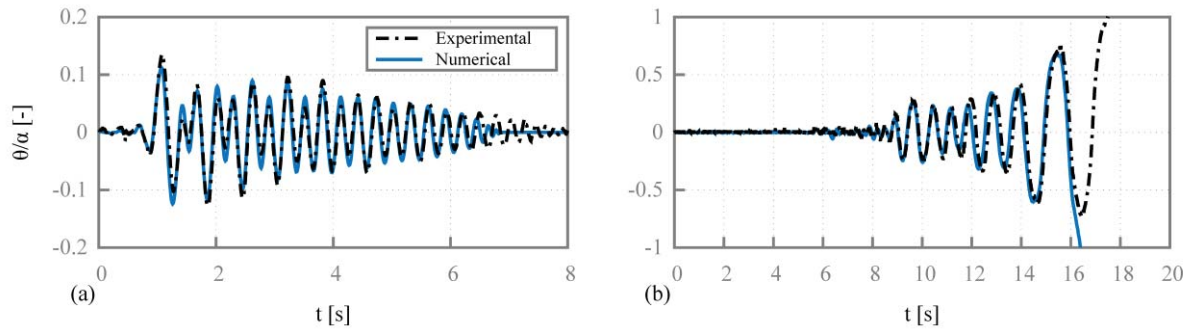 0.2
0.1
0
-0.1
-0.2
θ/α [-]
Experimental
Numerical
0 2 4 6 8
(a)
t [s]
1
0.5
0
-0.5
-1
0 2 4 6 8 10 12 14 16 18 20
(b)
t [s]